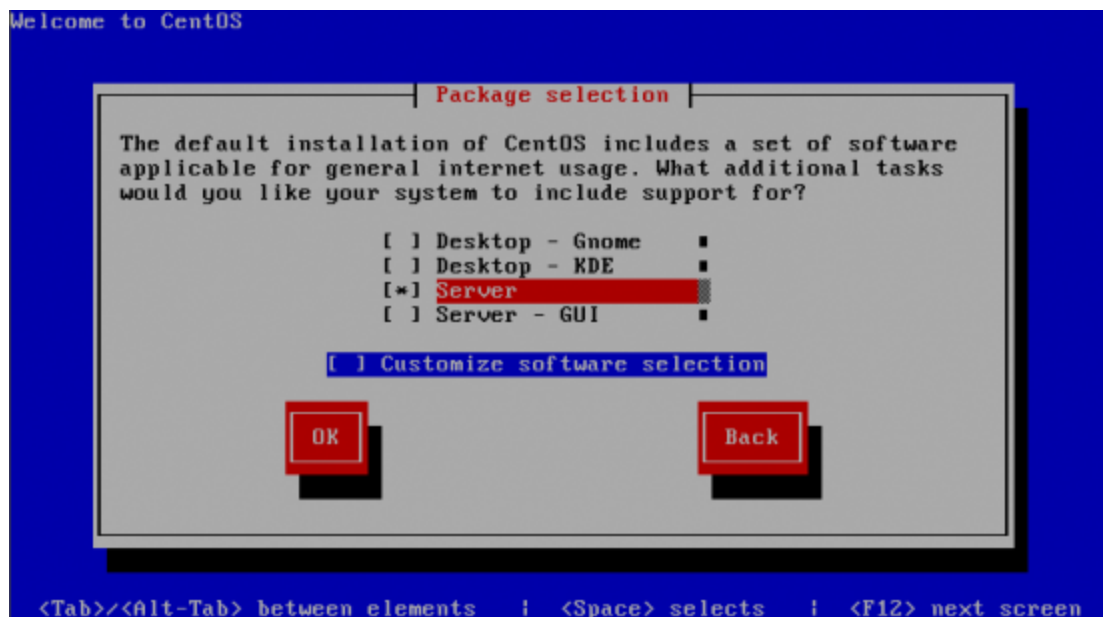 Welcome to CentOS
Package selection
The default installation of CentOS includes a set of software
applicable for general internet usage. What additional tasks
would you like your system to include support for?
[ ] Desktop - Gnome
[ ] Desktop - KDE
[*] Server
[ ] Server - GUI
[ ] Customize software selection
OK Back
<Tab>/<Alt-Tab> between elements | <Space> selects | <F12> next screen